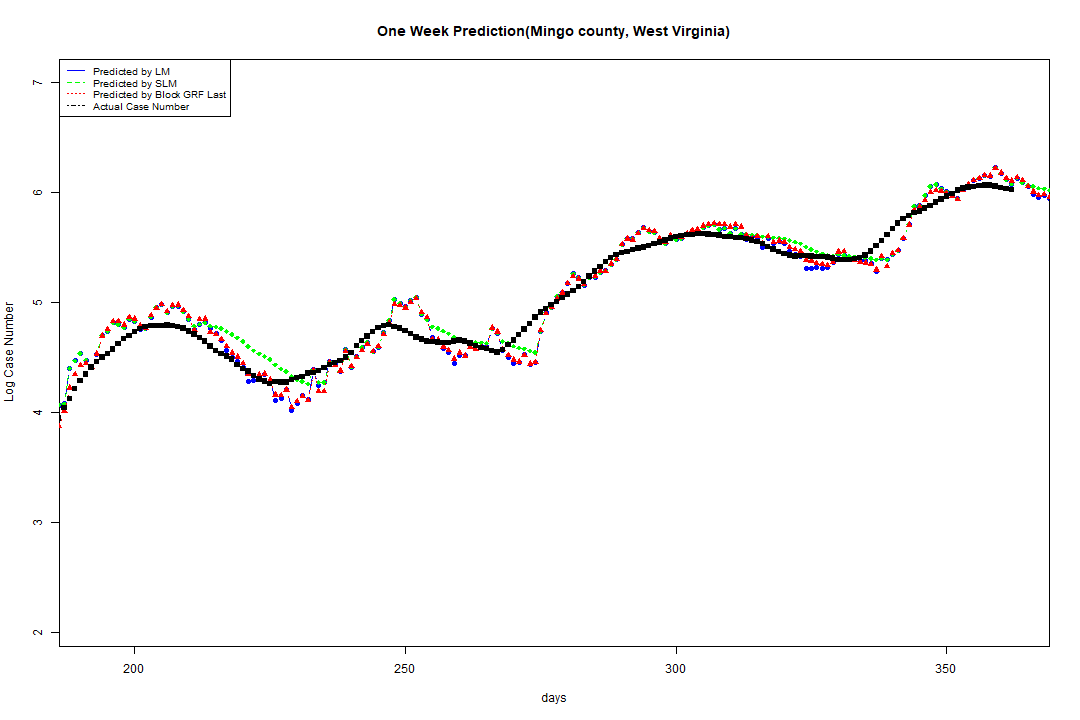 One Week Prediction(Mingo county, West Virginia)
Predicted by LM
Predicted by SLM
Predicted by Block GRF Last
Actual Case Number
7
6
5
4
3
2
Log Case Number
200 250 300 350
days